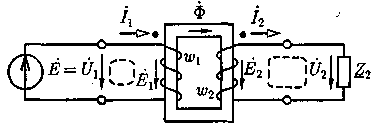 Φ̇
İ₁
İ₂
Ė = U̇₁
Ė₁
w₁
w₂
Ė₂
U̇₂
Z₂